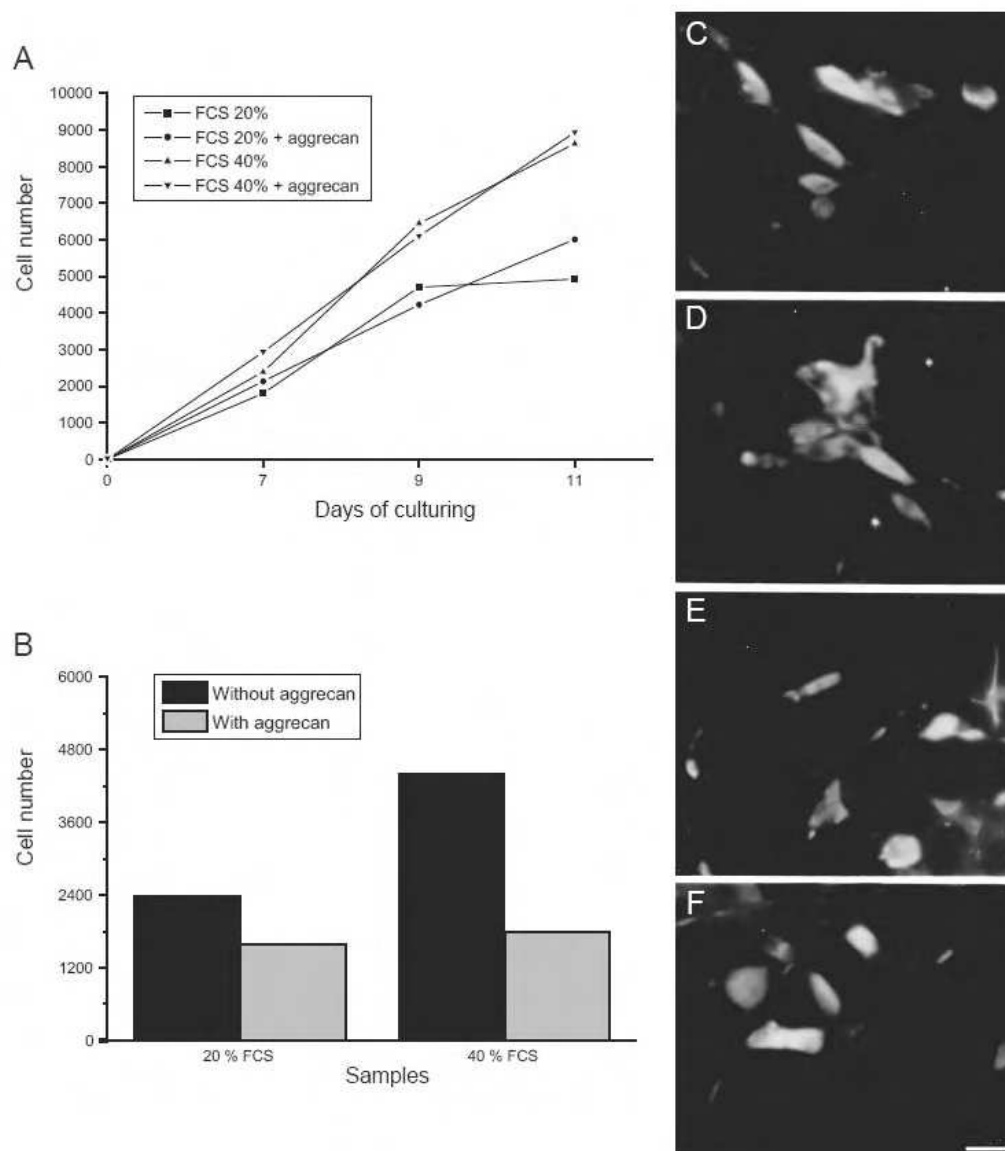 A
10000
9000
8000
7000
6000
5000
4000
3000
2000
1000
0
Cell number
FCS 20%
FCS 20% + aggrecan
FCS 40%
FCS 40% + aggrecan
0 7 9 11
Days of culturing
B
6000
4800
3600
2400
1200
0
Cell number
Without aggrecan
With aggrecan
20 % FCS 40 % FCS
Samples
C
D
E
F